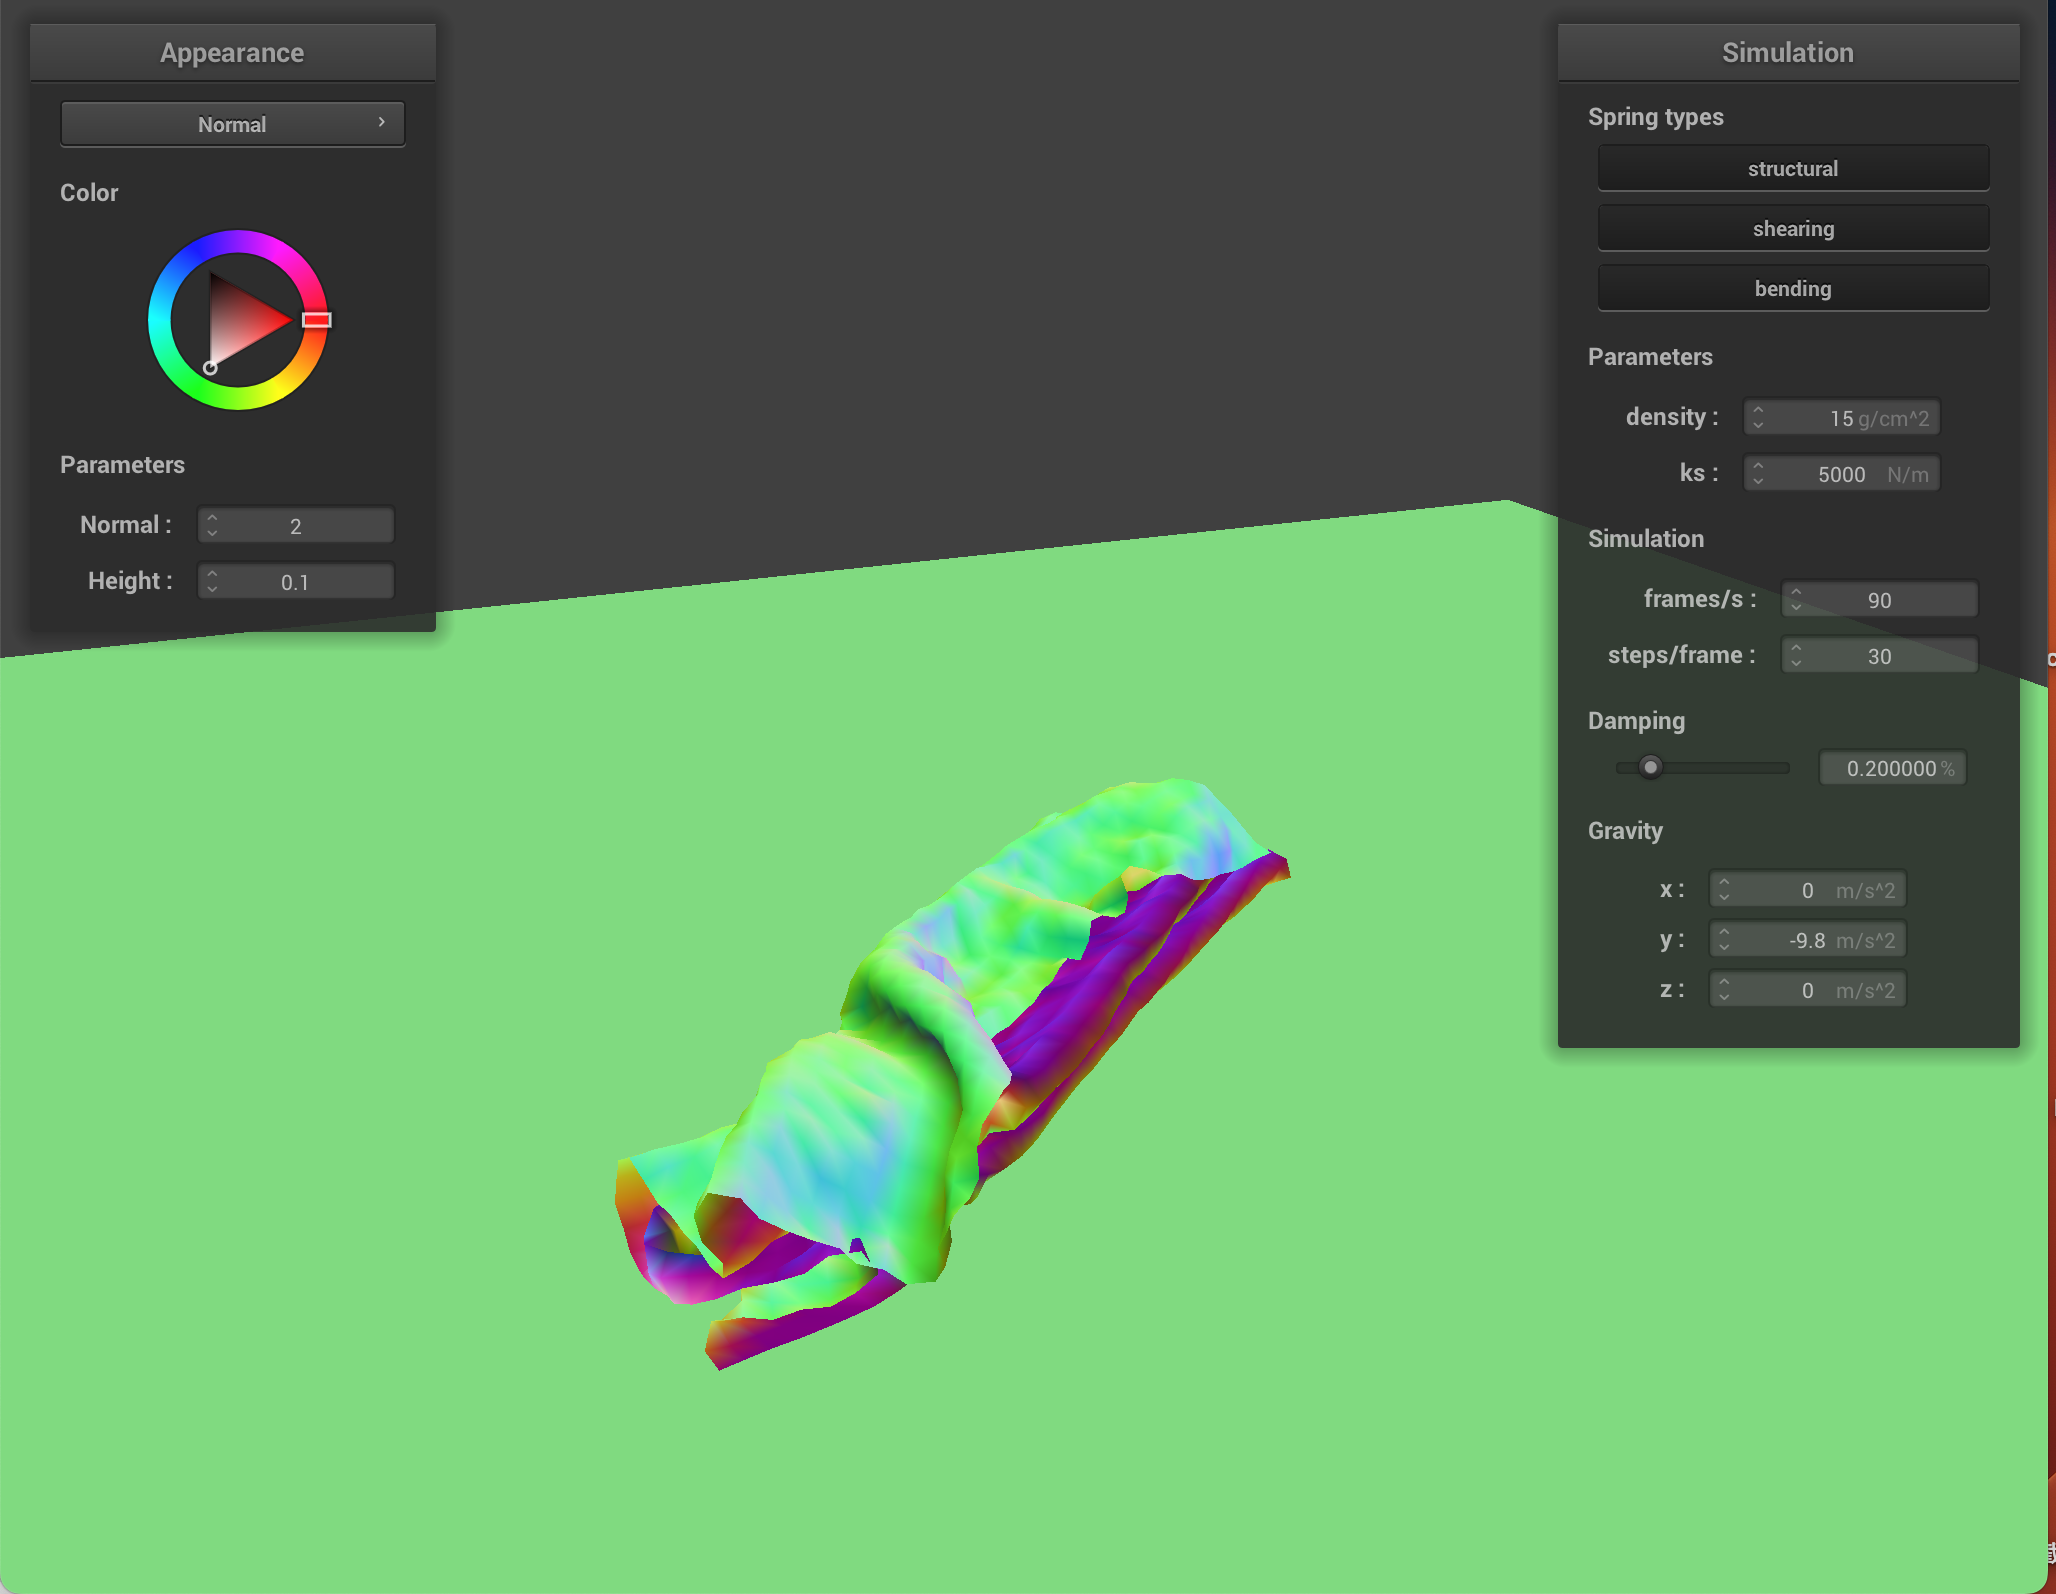 Appearance
Normal
Color
Parameters
Normal : 2
Height : 0.1
Simulation
Spring types
structural
shearing
bending
Parameters
density : 15 g/cm^2
ks : 5000 N/m
Simulation
frames/s : 90
steps/frame : 30
Damping
0.200000 %
Gravity
x : 0 m/s^2
y : -9.8 m/s^2
z : 0 m/s^2